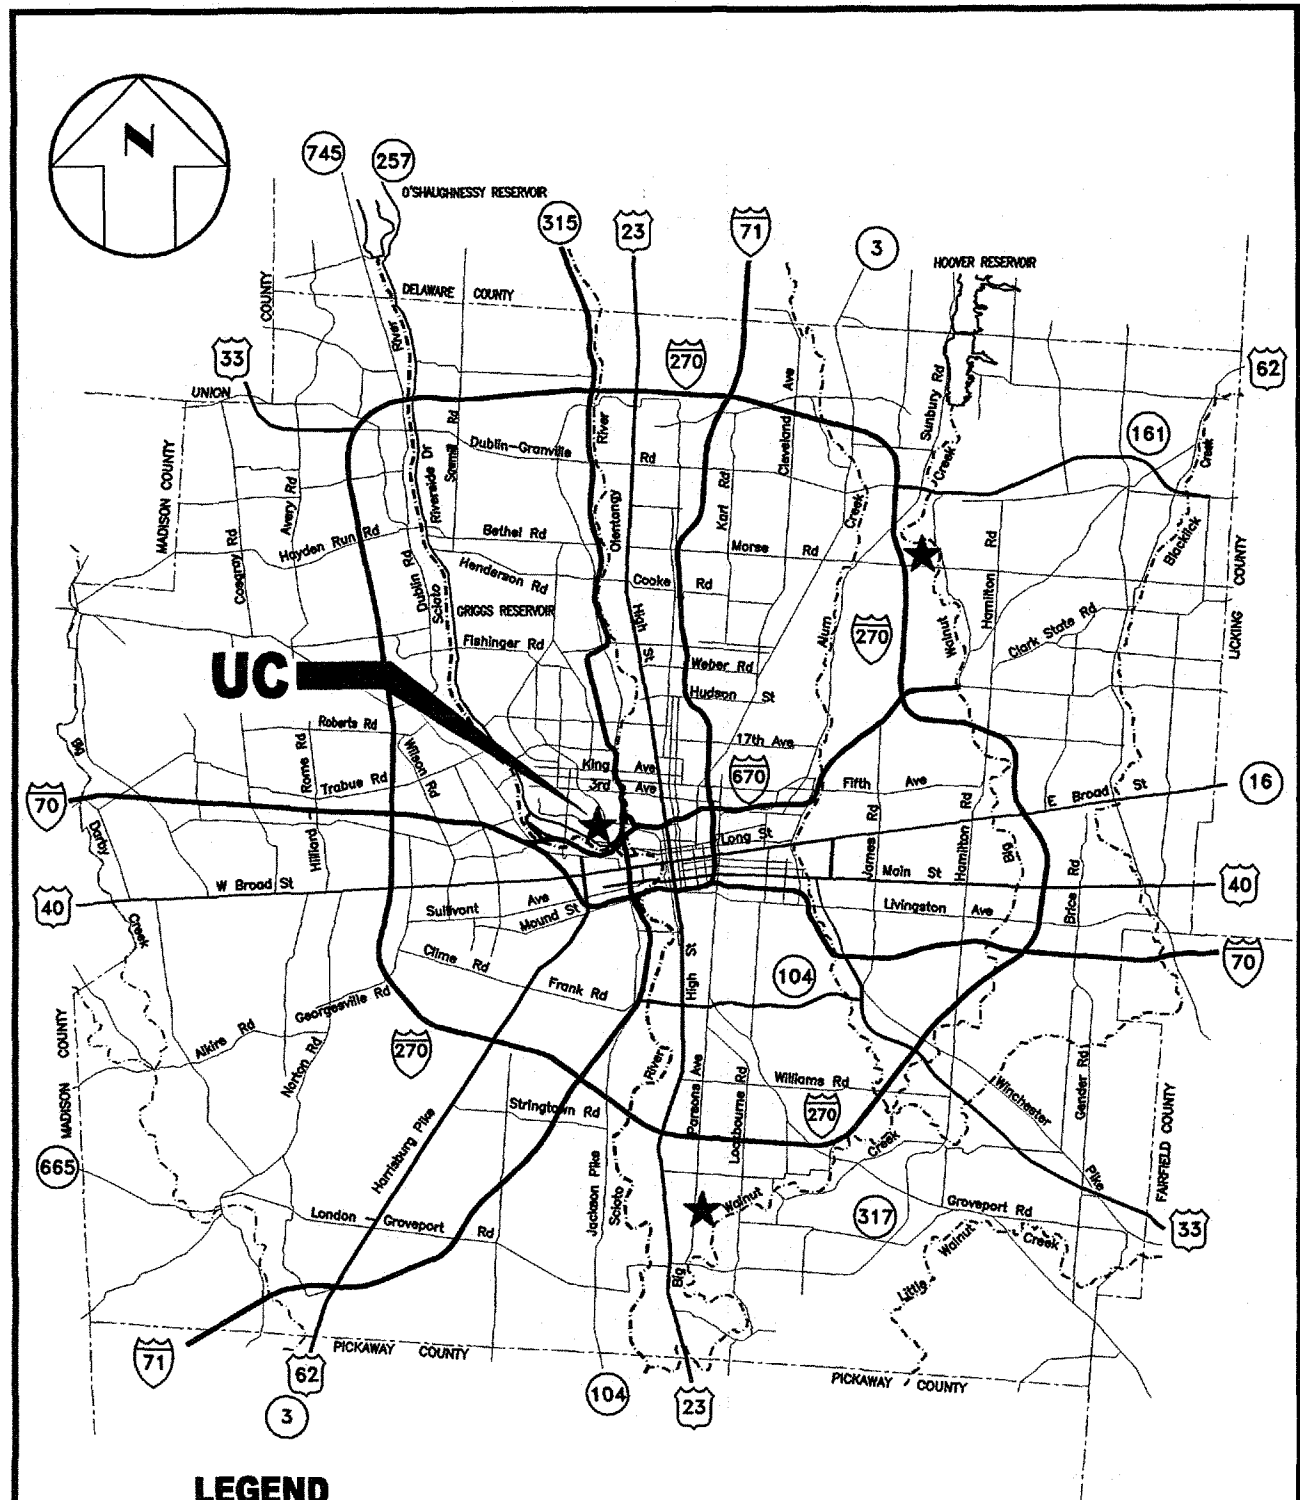 N
745
257
O'SHAUGHNESSY RESERVOIR
315
23
71
3
HOOVER RESERVOIR
COUNTY
DELAWARE COUNTY
River
33
270
62
UNION
Cleveland Ave
Sunbury Rd
161
MADISON COUNTY
Avery Rd
Riverside Dr
Sawmill Rd
Dublin-Granville Rd
River
Olentangy
Karl Rd
Creek
Creek
Creek
Cosgray Rd
Hayden Run Rd
Bethel Rd
Morse Rd
Hamilton Rd
Blacklick
LICKING COUNTY
Dublin Rd
Scioto
Henderson Rd
Cooke Rd
GRIGGS RESERVOIR
High St
Alum
270
Walnut
Clark State Rd
Fishinger Rd
Weber Rd
Hudson St
UC
Roberts Rd
Wilson Rd
17th Ave
Big
Hilliard-Rome Rd
Trabue Rd
King Ave
3rd Ave
670
Fifth Ave
E Broad St
16
70
Darby
Creek
Long St
James Rd
Hamilton Rd
Big
Brice Rd
W Broad St
Main St
40
40
Sullivant Ave
Mound St
Livingston Ave
Clime Rd
Frank Rd
High St
104
70
Georgesville Rd
Alkire Rd
Norton Rd
270
MADISON COUNTY
River
Parsons Ave
Lockbourne Rd
Williams Rd
270
Winchester
Pike
Gender Rd
FAIRFIELD COUNTY
Stringtown Rd
Harrisburg Pike
Creek
665
Jackson Pike
Scioto
Walnut
317
Groveport Rd
33
London-Groveport Rd
Big
Little
Walnut
Creek
71
PICKAWAY COUNTY
62
3
104
23
PICKAWAY COUNTY
LEGEND